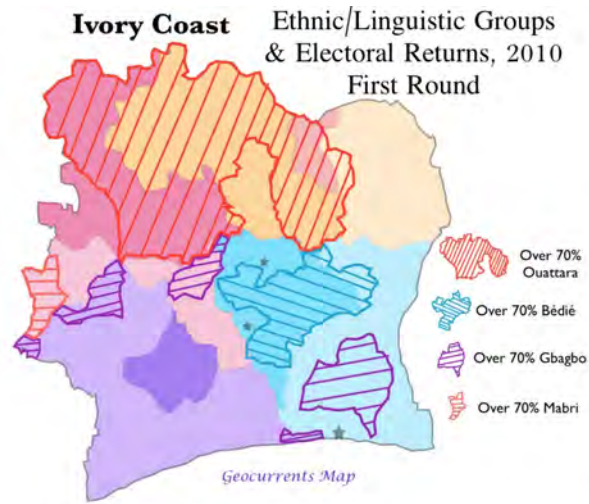 Ivory Coast
Ethnic/Linguistic Groups
& Electoral Returns, 2010
First Round
Over 70%
Ouattara
Over 70% Bédié
Over 70% Gbagbo
Over 70% Mabri
Geocurrents Map